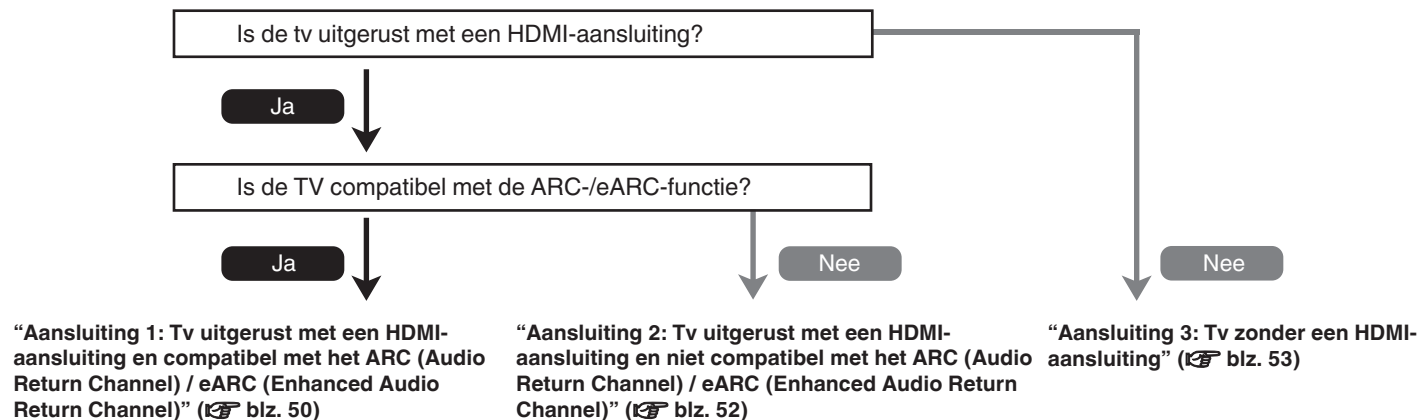 Is de tv uitgerust met een HDMI-aansluiting?
Ja
Is de TV compatibel met de ARC-/eARC-functie?
Ja
Nee
Nee
“Aansluiting 1: Tv uitgerust met een HDMI-
aansluiting en compatibel met het ARC (Audio
Return Channel) / eARC (Enhanced Audio
Return Channel)” (☞ blz. 50)
“Aansluiting 2: Tv uitgerust met een HDMI-
aansluiting en niet compatibel met het ARC (Audio
Return Channel) / eARC (Enhanced Audio Return
Channel)” (☞ blz. 52)
“Aansluiting 3: Tv zonder een HDMI-
aansluiting” (☞ blz. 53)